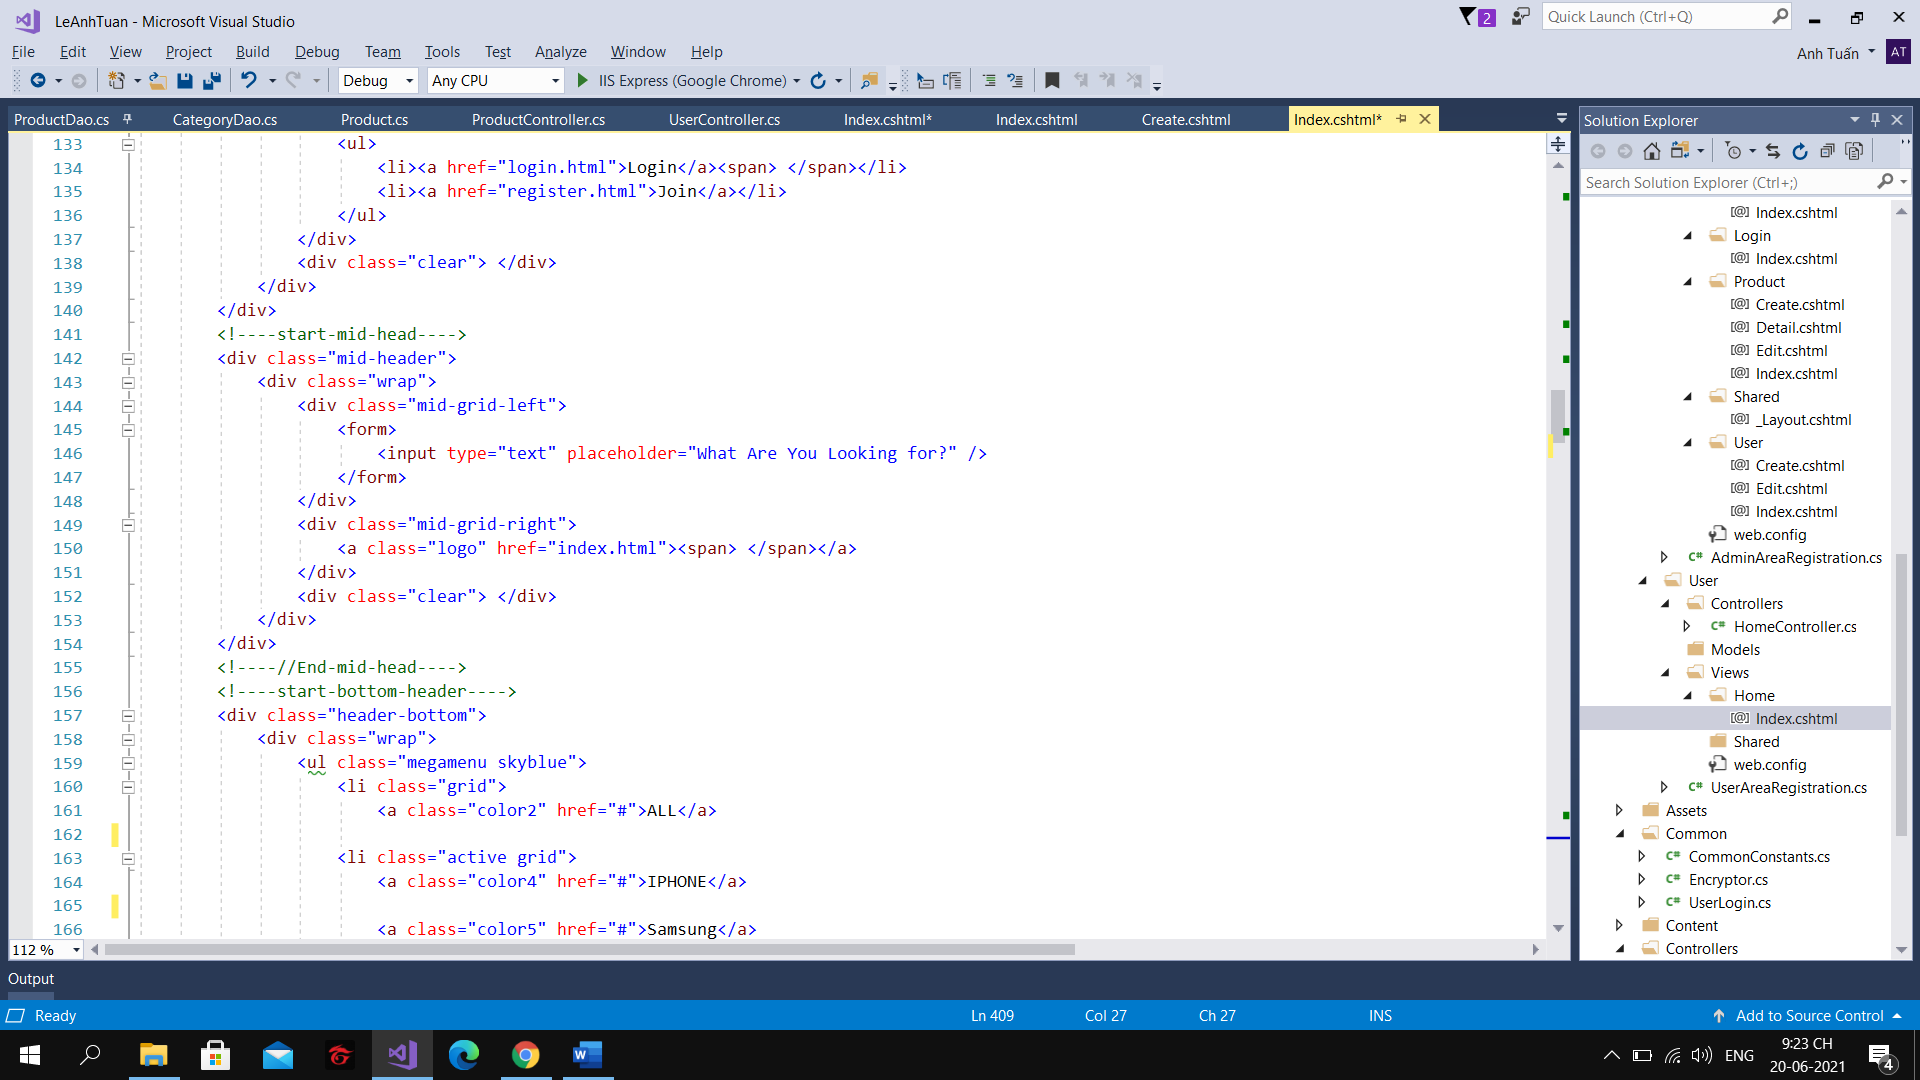 LeAnhTuan - Microsoft Visual Studio
2
Quick Launch (Ctrl+Q)
File Edit View Project Build Debug Team Tools Test Analyze Window Help
Anh Tuấn AT
Debug Any CPU IIS Express (Google Chrome)
ProductDao.cs CategoryDao.cs Product.cs ProductController.cs UserController.cs Index.cshtml* Index.cshtml Create.cshtml Index.cshtml*
133 <ul>
134 <li><a href="login.html">Login</a><span> </span></li>
135 <li><a href="register.html">Join</a></li>
136 </ul>
137 </div>
138 <div class="clear"> </div>
139 </div>
140 </div>
141 <!----start-mid-head---->
142 <div class="mid-header">
143 <div class="wrap">
144 <div class="mid-grid-left">
145 <form>
146 <input type="text" placeholder="What Are You Looking for?" />
147 </form>
148 </div>
149 <div class="mid-grid-right">
150 <a class="logo" href="index.html"><span> </span></a>
151 </div>
152 <div class="clear"> </div>
153 </div>
154 </div>
155 <!----//End-mid-head---->
156 <!----start-bottom-header---->
157 <div class="header-bottom">
158 <div class="wrap">
159 <ul class="megamenu skyblue">
160 <li class="grid">
161 <a class="color2" href="#">ALL</a>
162
163 <li class="active grid">
164 <a class="color4" href="#">IPHONE</a>
165
166 <a class="color5" href="#">Samsung</a>
112 %
Solution Explorer
Search Solution Explorer (Ctrl+;)
[@] Index.cshtml
Login
[@] Index.cshtml
Product
[@] Create.cshtml
[@] Detail.cshtml
[@] Edit.cshtml
[@] Index.cshtml
Shared
[@] _Layout.cshtml
User
[@] Create.cshtml
[@] Edit.cshtml
[@] Index.cshtml
web.config
C# AdminAreaRegistration.cs
User
Controllers
C# HomeController.cs
Models
Views
Home
[@] Index.cshtml
Shared
web.config
C# UserAreaRegistration.cs
Assets
Common
C# CommonConstants.cs
C# Encryptor.cs
C# UserLogin.cs
Content
Controllers
Output
Ready Ln 409 Col 27 Ch 27 INS Add to Source Control
W ENG 9:23 CH
20-06-2021
4